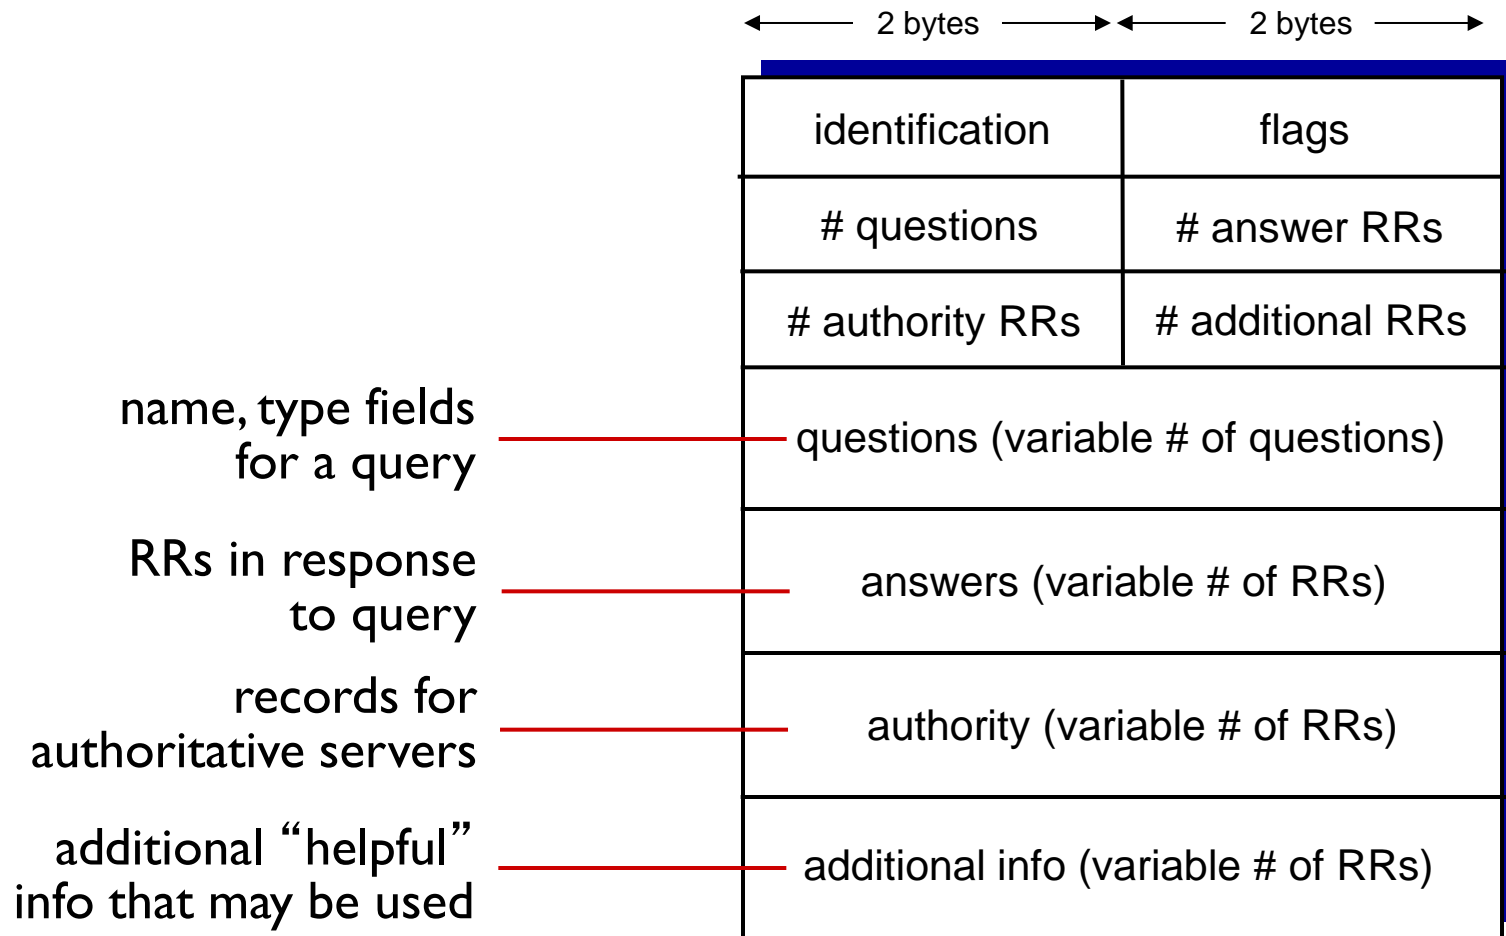 2 bytes 2 bytes
identification flags
# questions # answer RRs
# authority RRs # additional RRs
name, type fields
for a query
questions (variable # of questions)
RRs in response
to query
answers (variable # of RRs)
records for
authoritative servers
authority (variable # of RRs)
additional “helpful”
info that may be used
additional info (variable # of RRs)